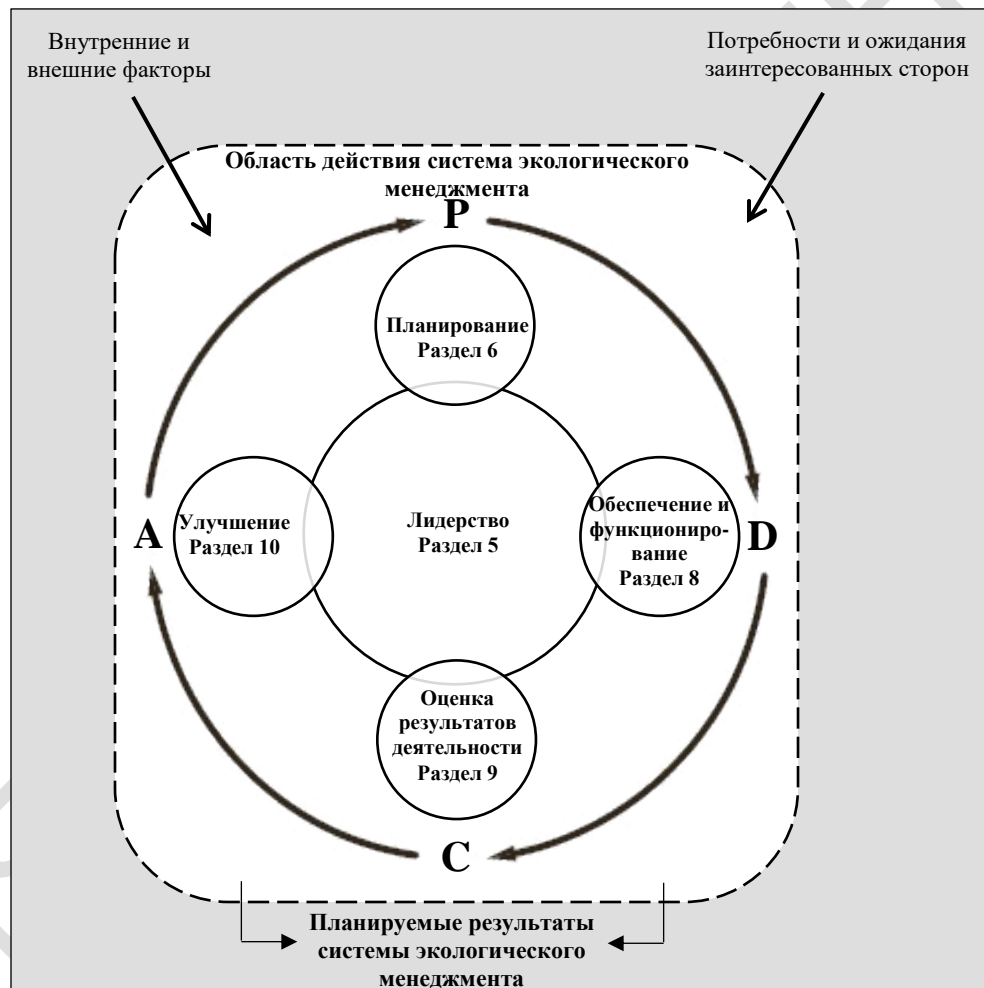 Внутренние и
внешние факторы
Потребности и ожидания
заинтересованных сторон
Область действия система экологического
менеджмента
P
Планирование
Раздел 6
Улучшение
Раздел 10
A
Лидерство
Раздел 5
Обеспечение и
функциониро-
вание
Раздел 8
D
Оценка
результатов
деятельности
Раздел 9
C
Планируемые результаты
системы экологического
менеджмента